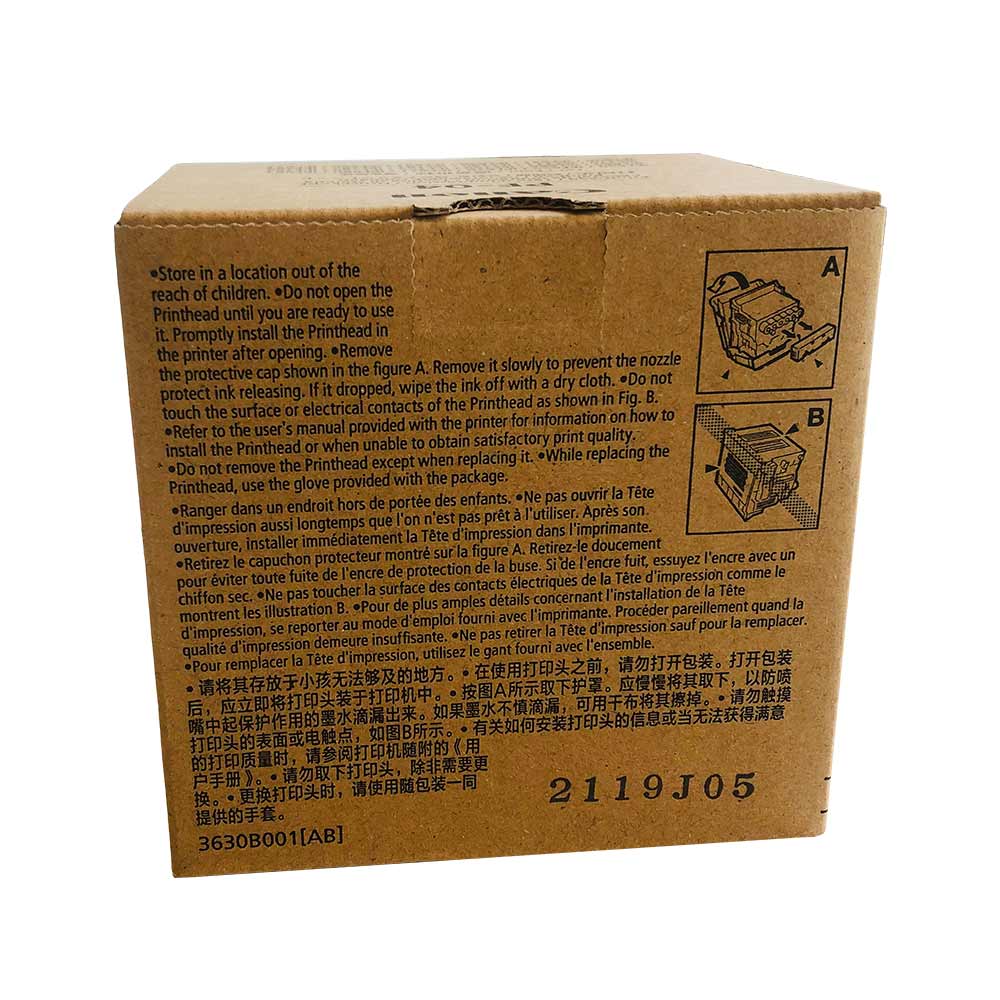 Canon
PF-04
•Store in a location out of the
reach of children. •Do not open the
Printhead until you are ready to use
it. Promptly install the Printhead in
the printer after opening. •Remove
the protective cap shown in the figure A. Remove it slowly to prevent the nozzle
protect ink releasing. If it dropped, wipe the ink off with a dry cloth. •Do not
touch the surface or electrical contacts of the Printhead as shown in Fig. B.
•Refer to the user's manual provided with the printer for information on how to
install the Printhead or when unable to obtain satisfactory print quality.
•Do not remove the Printhead except when replacing it. •While replacing the
Printhead, use the glove provided with the package.
A
B
•Ranger dans un endroit hors de portée des enfants. •Ne pas ouvrir la Tête
d'impression aussi longtemps que l'on n'est pas prêt à l'utiliser. Après son
ouverture, installer immédiatement la Tête d'impression dans l'imprimante.
•Retirez le capuchon protecteur montré sur la figure A. Retirez-le doucement
pour éviter toute fuite de l'encre de protection de la buse. Si de l'encre fuit, essuyez l'encre avec un
chiffon sec. •Ne pas toucher la surface des contacts électriques de la Tête d'impression comme le
montrent les illustration B. •Pour de plus amples détails concernant l'installation de la Tête
d'impression, se reporter au mode d'emploi fourni avec l'imprimante. Procéder pareillement quand la
qualité d'impression demeure insuffisante. •Ne pas retirer la Tête d'impression sauf pour la remplacer.
•Pour remplacer la Tête d'impression, utilisez le gant fourni avec l'ensemble.
•请将其存放于小孩无法够及的地方。•在使用打印头之前，请勿打开包装。打开包装
后，应立即将打印头装于打印机中。•按图A所示取下护罩。应慢慢将其取下，以防喷
嘴中起保护作用的墨水滴漏出来。如果墨水不慎滴漏，可用干布将其擦掉。•请勿触摸
打印头的表面或电触点，如图B所示。•有关如何安装打印头的信息或当无法获得满意
的打印质量时，请参阅打印机随附的《用
户手册》。•请勿取下打印头，除非需要更
换。•更换打印头时，请使用随包装一同
提供的手套。
3630B001[AB]
2119J05